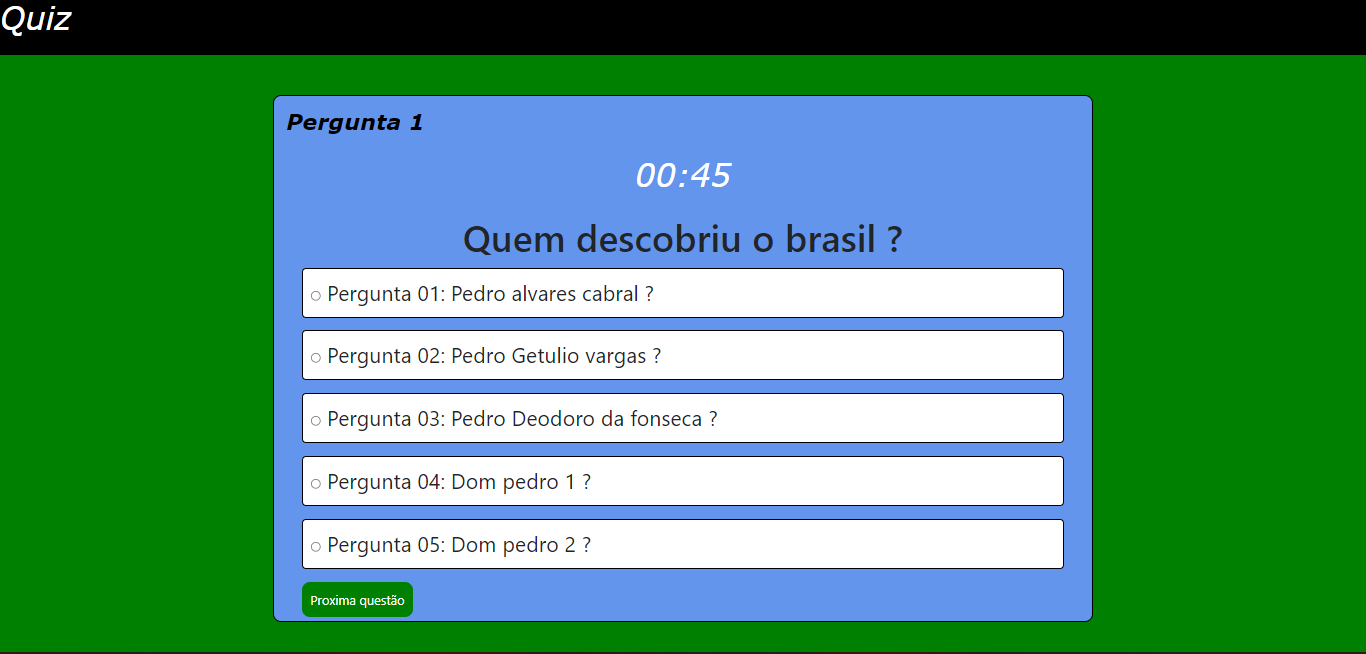 Quiz
Pergunta 1
00:45
Quem descobriu o brasil ?
Pergunta 01: Pedro alvares cabral ?
Pergunta 02: Pedro Getulio vargas ?
Pergunta 03: Pedro Deodoro da fonseca ?
Pergunta 04: Dom pedro 1 ?
Pergunta 05: Dom pedro 2 ?
Proxima questão